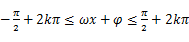 −π/2 + 2kπ ≤ ωx + φ ≤ π/2 + 2kπ